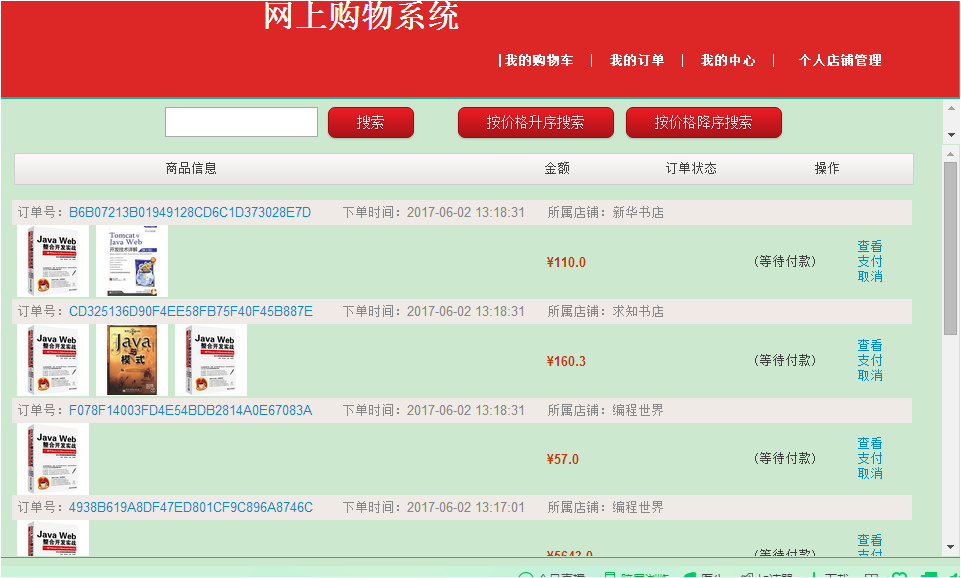 网上购物系统
|我的购物车 | 我的订单 | 我的中心 | 个人店铺管理
搜索 按价格升序搜索 按价格降序搜索
商品信息 金额 订单状态 操作
订单号：B6B07213B01949128CD6C1D373028E7D 下单时间：2017-06-02 13:18:31 所属店铺：新华书店
Java Web
整合开发实战
Tomcat与
Java Web
开发技术详解
¥110.0 (等待付款)
查看
支付
取消
订单号：CD325136D90F4EE58FB75F40F45B887E 下单时间：2017-06-02 13:18:31 所属店铺：求知书店
Java Web
整合开发实战
Java
与
模式
Java Web
整合开发实战
¥160.3 (等待付款)
查看
支付
取消
订单号：F078F14003FD4E54BDB2814A0E67083A 下单时间：2017-06-02 13:18:31 所属店铺：编程世界
Java Web
整合开发实战
¥57.0 (等待付款)
查看
支付
取消
订单号：4938B619A8DF47ED801CF9C896A8746C 下单时间：2017-06-02 13:17:01 所属店铺：编程世界
Java Web
整合开发实战
¥5643.0 (等待付款)
查看
支付